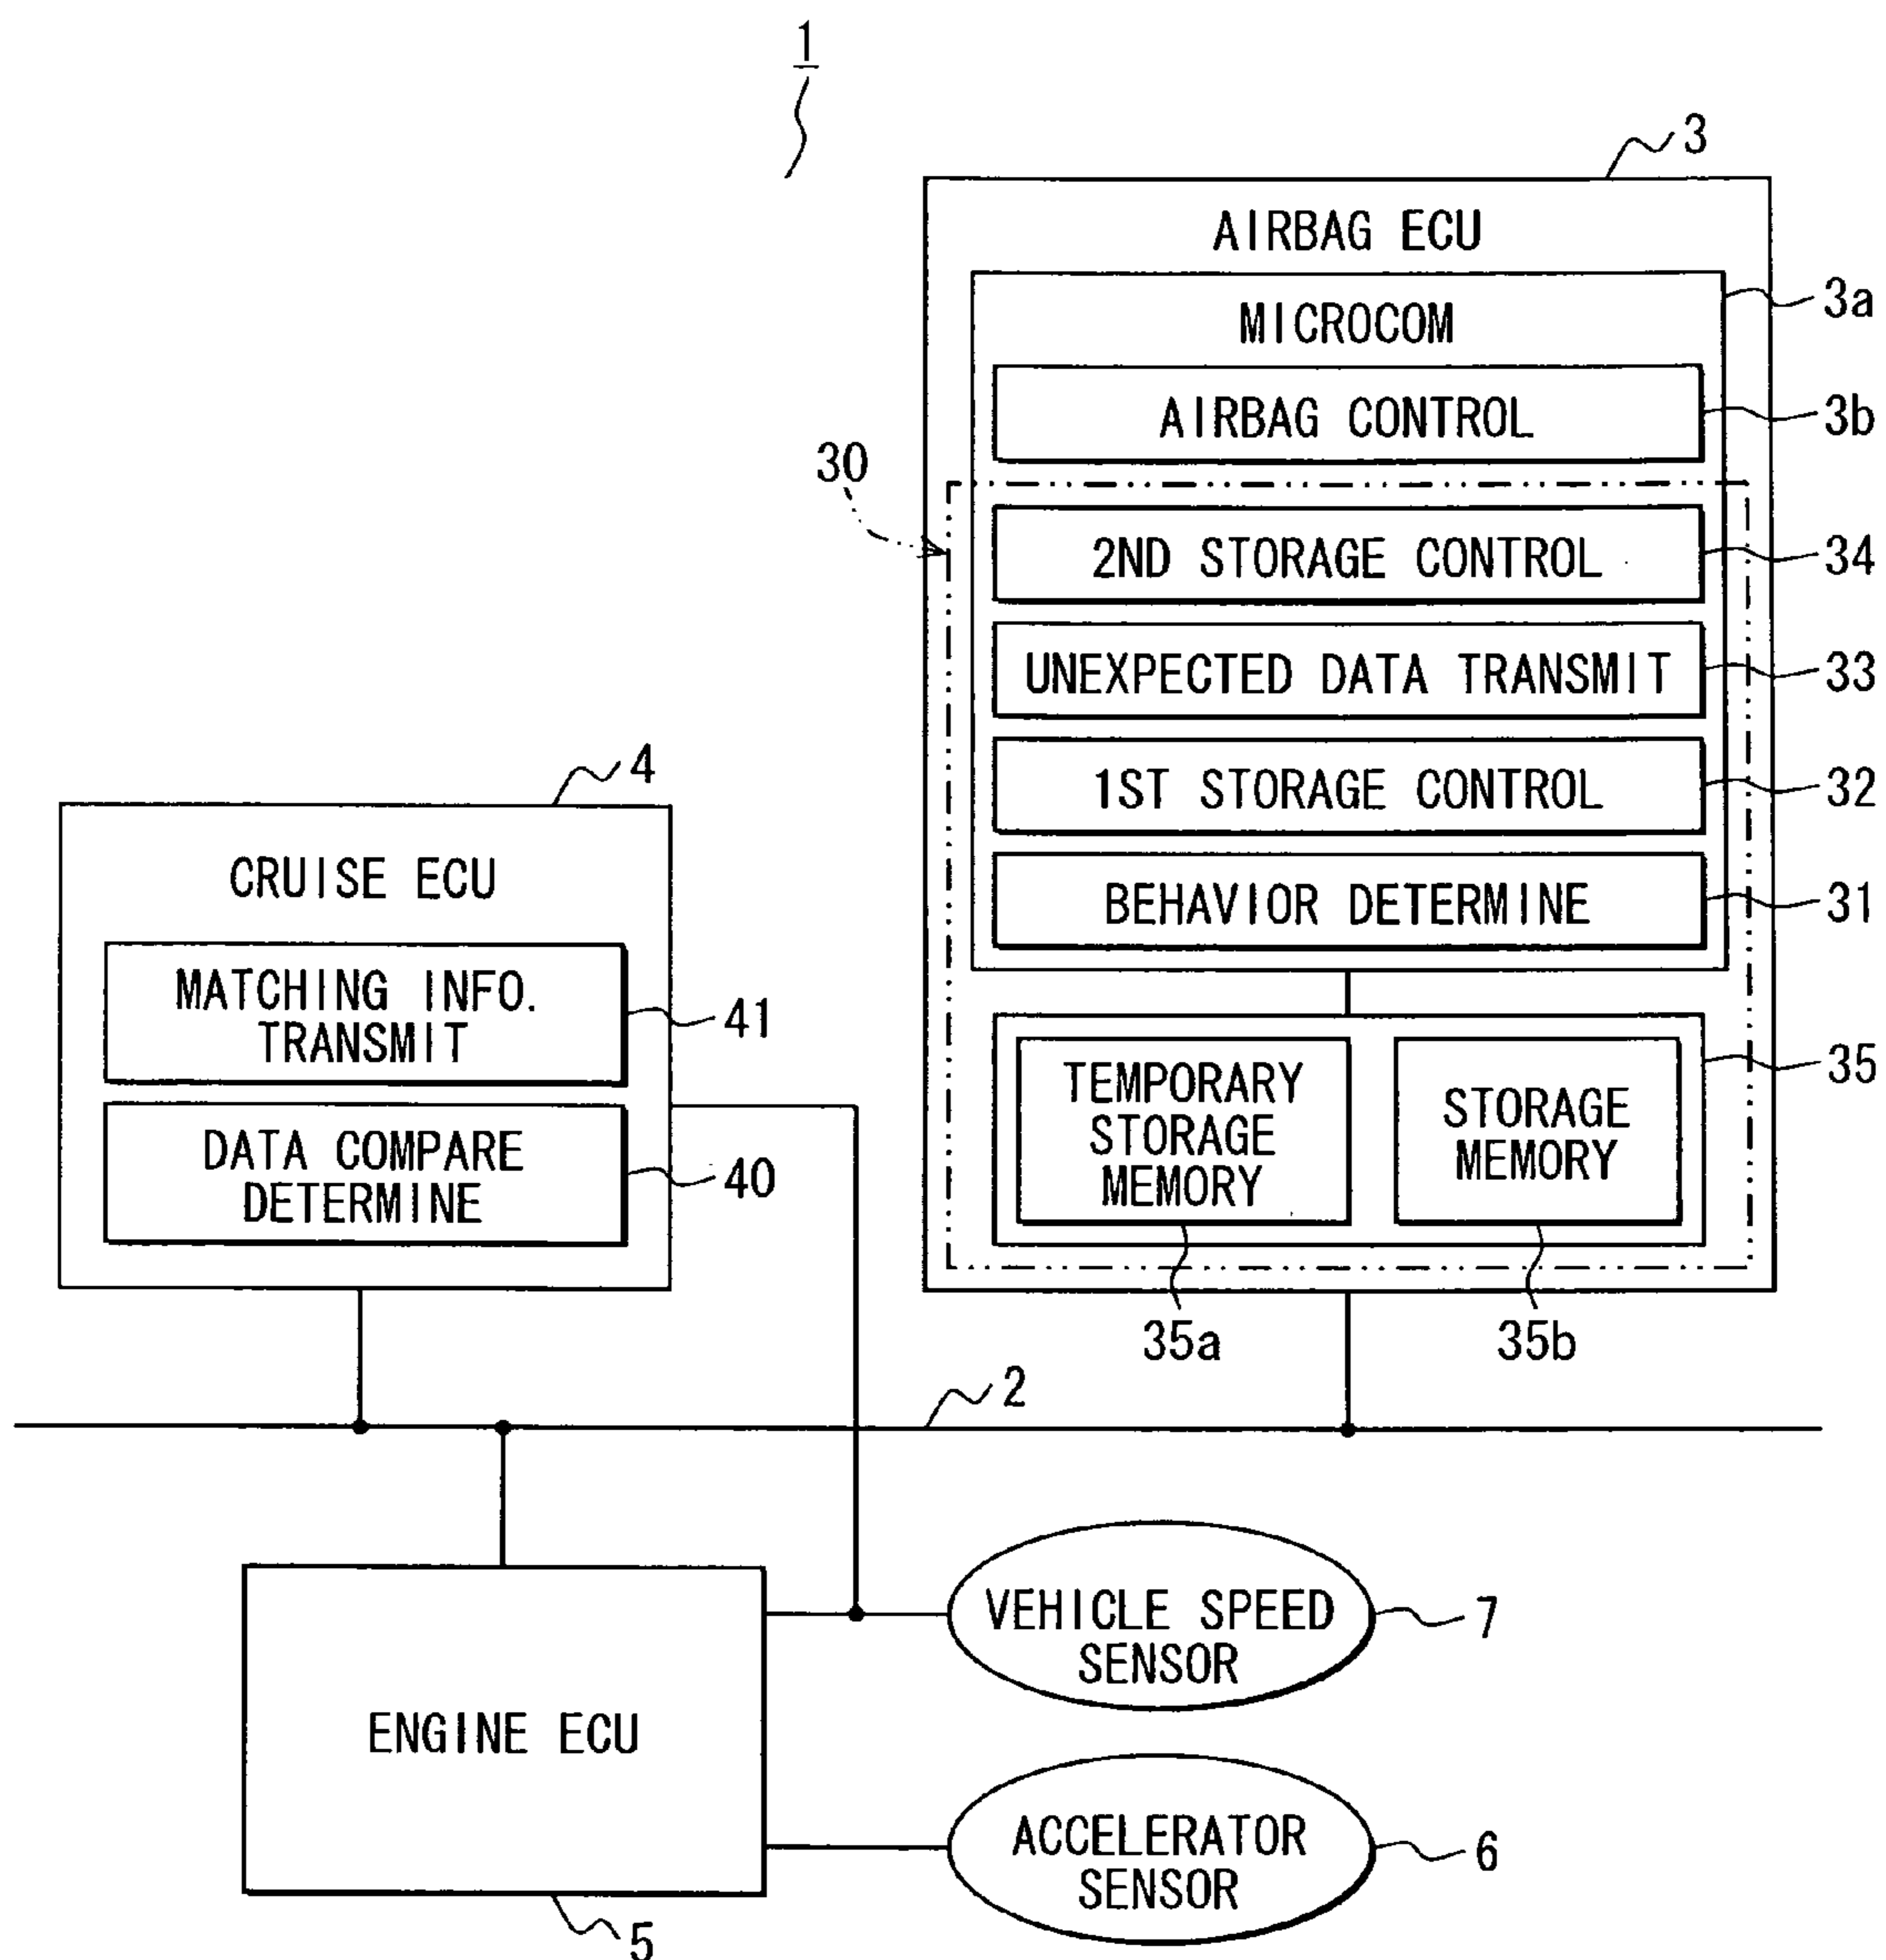 1
3
AIRBAG ECU
3a
MICROCOM
AIRBAG CONTROL
3b
30
2ND STORAGE CONTROL
34
UNEXPECTED DATA TRANSMIT
33
1ST STORAGE CONTROL
32
BEHAVIOR DETERMINE
31
4
CRUISE ECU
MATCHING INFO.
TRANSMIT
41
DATA COMPARE
DETERMINE
40
TEMPORARY
STORAGE
MEMORY
STORAGE
MEMORY
35
35a
35b
2
VEHICLE SPEED
SENSOR
7
ENGINE ECU
ACCELERATOR
SENSOR
6
5